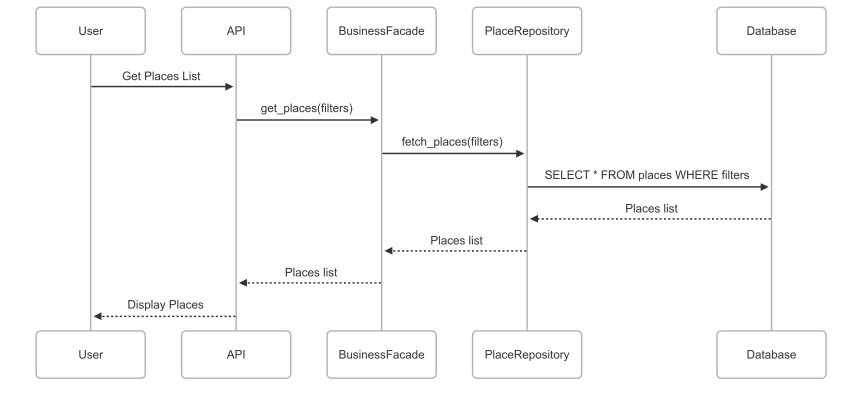 User
API
BusinessFacade
PlaceRepository
Database
Get Places List
get_places(filters)
fetch_places(filters)
SELECT * FROM places WHERE filters
Places list
Places list
Places list
Display Places
User
API
BusinessFacade
PlaceRepository
Database